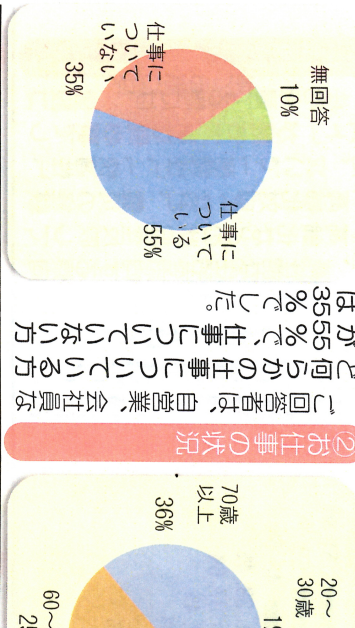 ②お仕事の状況
ご回答者は、自営業、会社員な
ど何らかの仕事についている方
が55%で、仕事についていない方
は35%でした。
無回答
10%
仕事に
ついて
いない
35%
仕事に
ついて
いる
55%
70歳
以上
36%
20～
30歳
60～